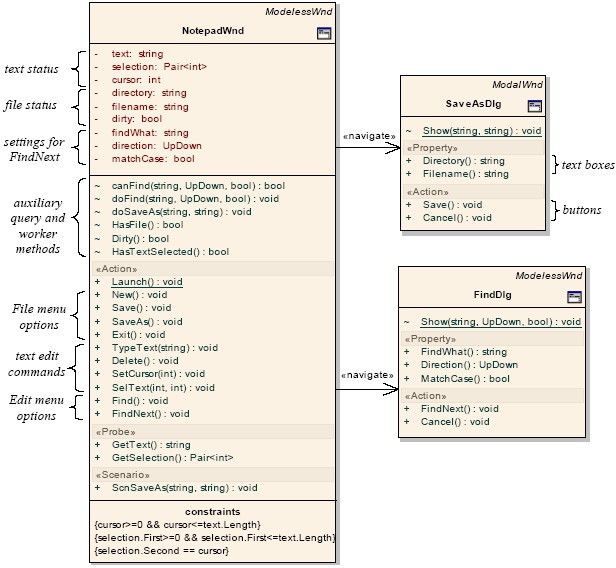 ModelessWnd
NotepadWnd
text status
- text: string
- selection: Pair<int>
- cursor: int
file status
- directory: string
- filename: string
- dirty: bool
settings for
FindNext
- findWhat: string
- direction: UpDown
- matchCase: bool
auxiliary
query and
worker
methods
~ canFind(string, UpDown, bool) : bool
~ doFind(string, UpDown, bool) : void
~ doSaveAs(string, string) : void
~ HasFile() : bool
~ Dirty() : bool
~ HasTextSelected() : bool
«Action»
+ Launch() : void
File menu
options
+ New() : void
+ Save() : void
+ SaveAs() : void
+ Exit() : void
text edit
commands
+ TypeText(string) : void
+ Delete() : void
+ SetCursor(int) : void
+ SelText(int, int) : void
Edit menu
options
+ Find() : void
+ FindNext() : void
«Probe»
+ GetText() : string
+ GetSelection() : Pair<int>
«Scenario»
+ ScnSaveAs(string, string) : void
constraints
{cursor>=0 && cursor<=text.Length}
{selection.First>=0 && selection.First<=text.Length}
{selection.Second == cursor}
«navigate»
ModalWnd
SaveAsDlg
~ Show(string, string) : void
«Property»
+ Directory() : string
+ Filename() : string
text boxes
«Action»
+ Save() : void
+ Cancel() : void
buttons
«navigate»
ModelessWnd
FindDlg
~ Show(string, UpDown, bool) : void
«Property»
+ FindWhat() : string
+ Direction() : UpDown
+ MatchCase() : bool
«Action»
+ FindNext() : void
+ Cancel() : void